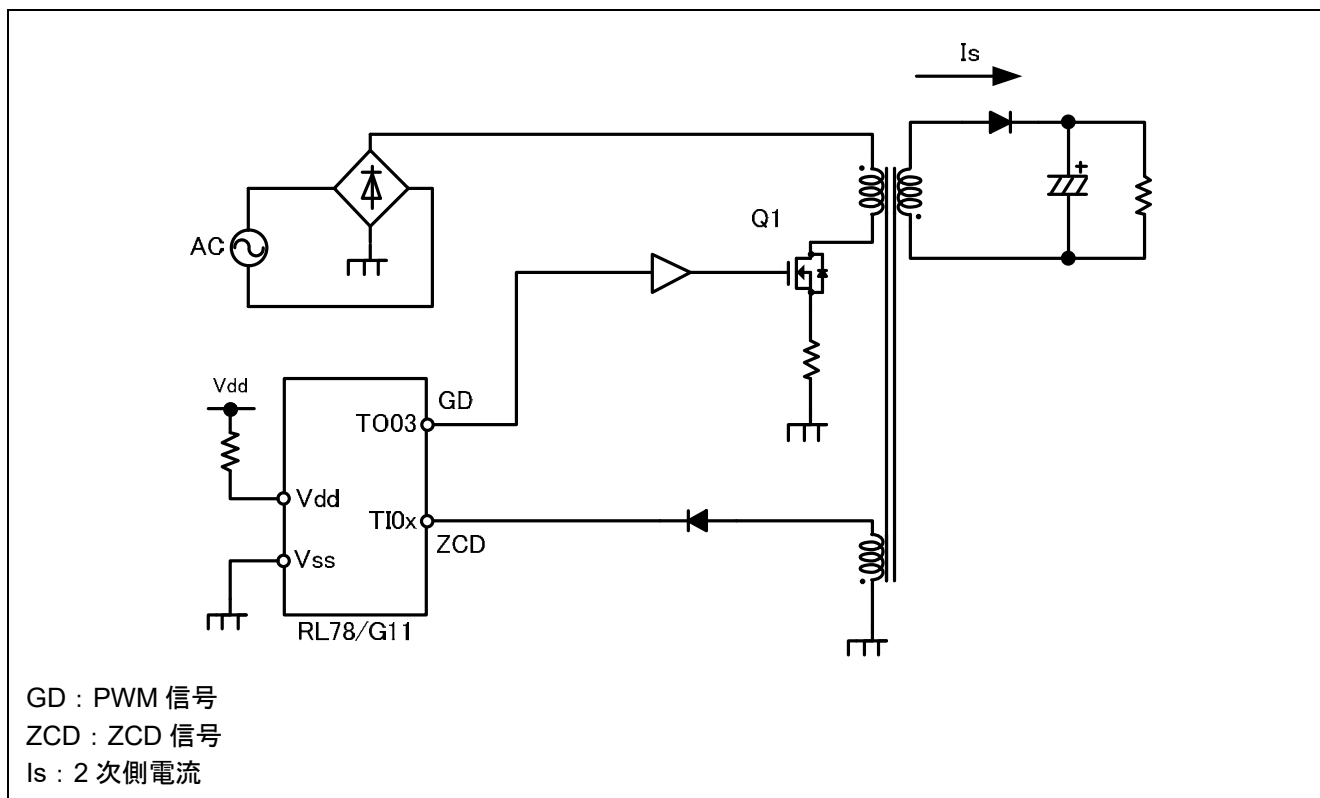 Is
Q1
AC
Vdd
GD
TO03
Vdd
TI0x
ZCD
Vss
RL78/G11
GD：PWM 信号
ZCD：ZCD 信号
Is：2 次側電流